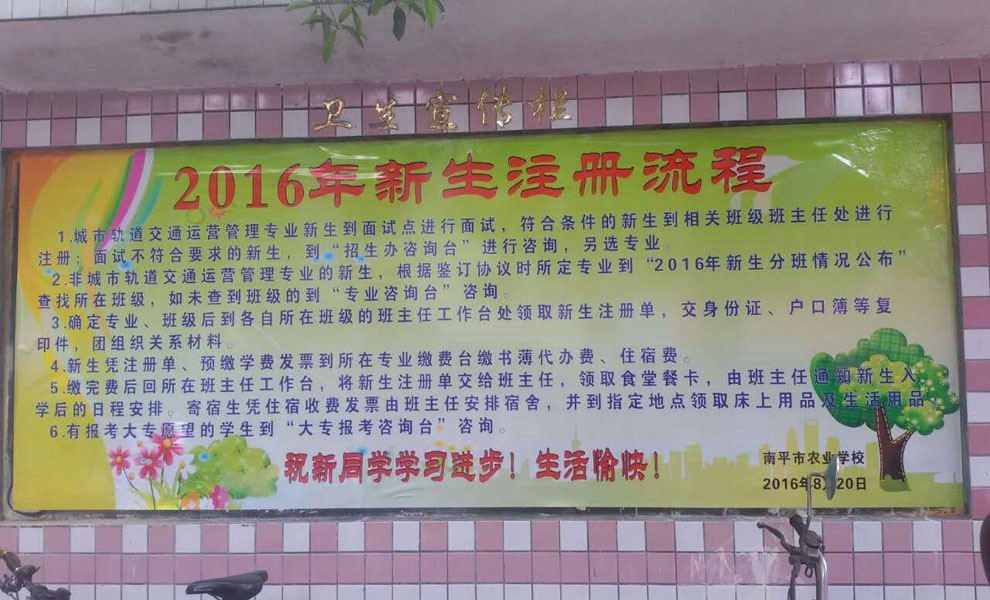 卫生宣传栏
2016年新生注册流程
1.城市轨道交通运营管理专业新生到面试点进行面试，符合条件的新生到相关班级班主任处进行
注册；面试不符合要求的新生，到“招生办咨询台”进行咨询，另选专业。
2.非城市轨道交通运营管理专业的新生，根据鉴订协议时所定专业到“2016年新生分班情况公布”
查找所在班级，如未查到班级的到“专业咨询台”咨询。
3.确定专业、班级后到各自所在班级的班主任工作台处领取新生注册单，交身份证、户口簿等复
印件，团组织关系材料。
4.新生凭注册单、预缴学费发票到所在专业缴费台缴书薄代办费、住宿费。
5.缴完费后回所在班主任工作台，将新生注册单交给班主任，领取食堂餐卡，由班主任通知新生入
学后的日程安排。寄宿生凭住宿收费发票由班主任安排宿舍，并到指定地点领取床上用品及生活用品
6.有报考大专愿望的学生到“大专报考咨询台”咨询。
祝新同学学习进步！生活愉快！
南平市农业学校
2016年8月20日